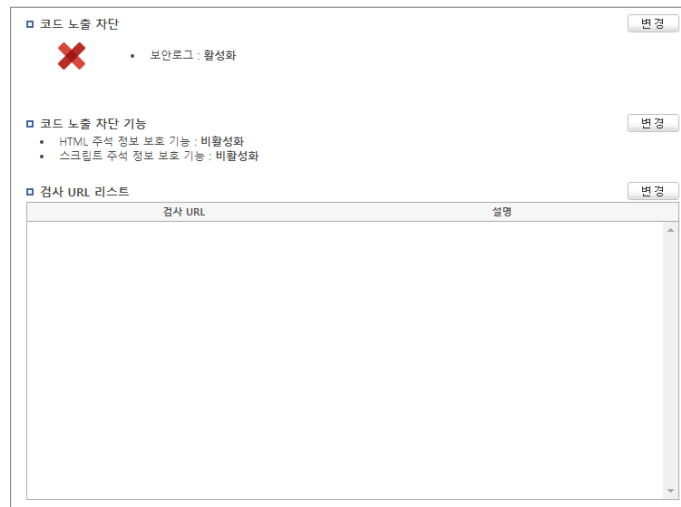 코드 노출 차단 변경
• 보안로그 : 활성화
코드 노출 차단 기능 변경
• HTML 주석 정보 보호 기능 : 비활성화
• 스크립트 주석 정보 보호 기능 : 비활성화
검사 URL 리스트 변경
검사 URL 설명